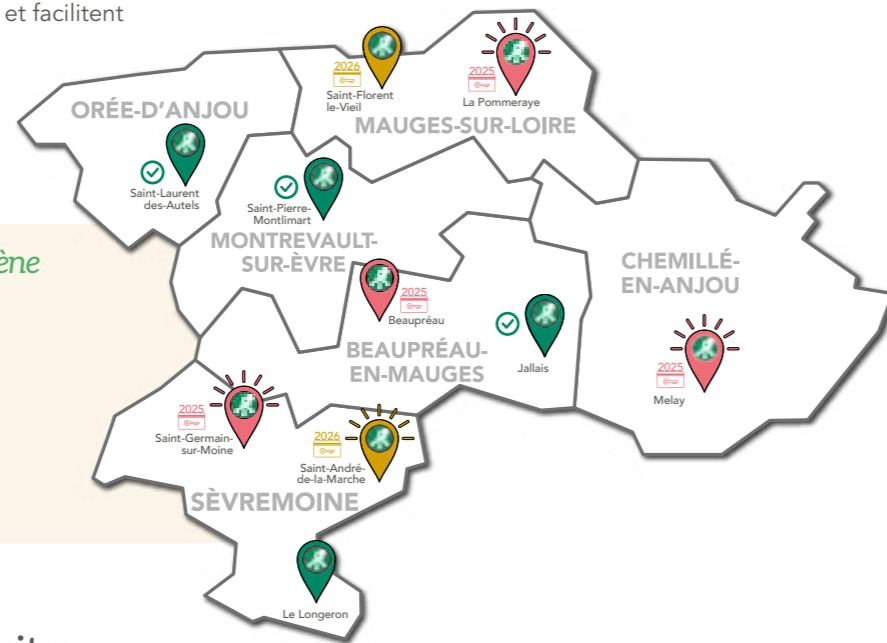 et facilitent
2026
Saint-Florent
le-Vieil
2025
La Pommeraye
ORÉE-D'ANJOU
MAUGES-SUR-LOIRE
Saint-Laurent
des-Autels
Saint-Pierre-
Montlimart
MONTREVAULT-
SUR-ÈVRE
CHEMILLÉ-
EN-ANJOU
ène
2025
Beaupréau
BEAUPRÉAU-
EN-MAUGES
Jallais
2025
Melay
2025
Saint-Germain-
sur-Moine
2026
Saint-André-
de-la-Marche
SÈVREMOINE
Le Longeron